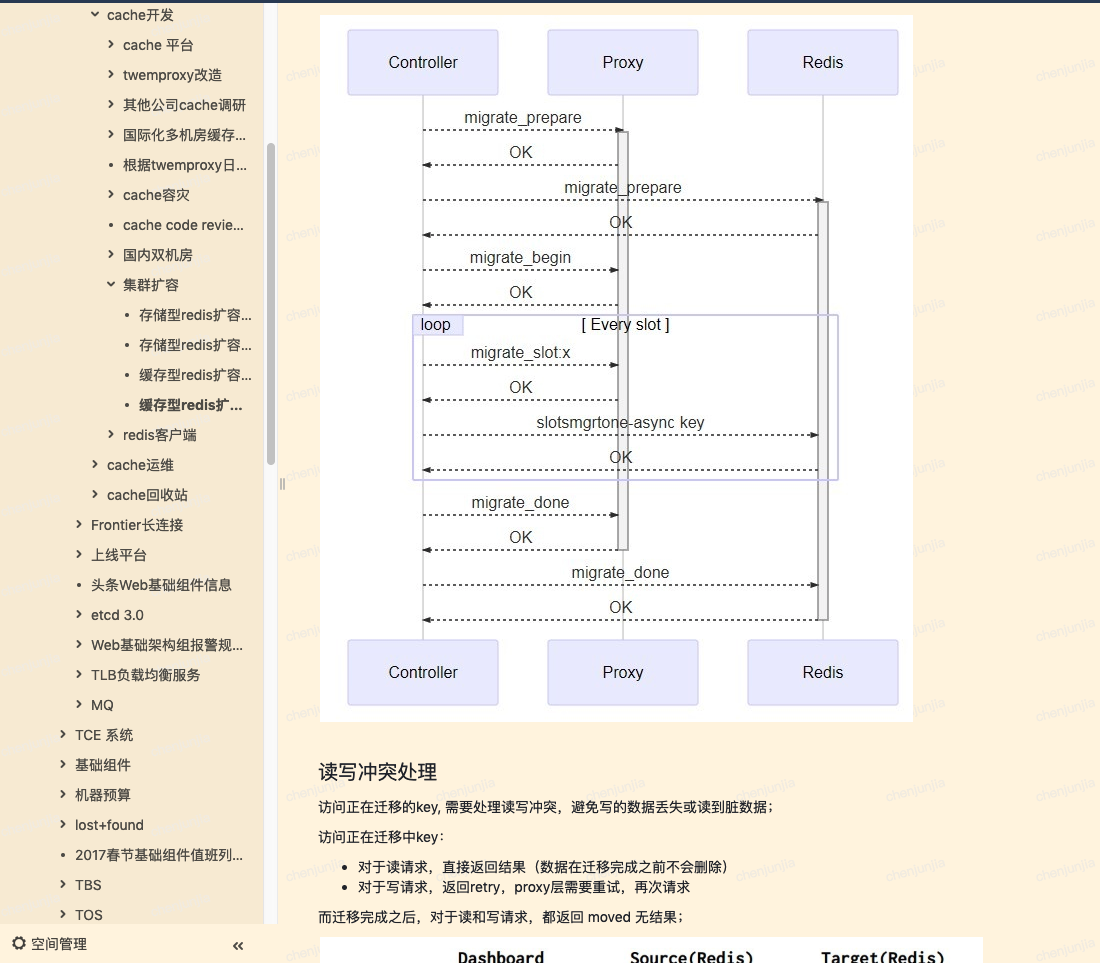 cache开发
cache 平台
twemproxy改造
其他公司cache调研
国际化多机房缓存...
根据twemproxy日...
cache容灾
cache code revie...
国内双机房
集群扩容
存储型redis扩容...
存储型redis扩容...
缓存型redis扩容...
缓存型redis扩...
redis客户端
cache运维
cache回收站
Frontier长连接
上线平台
头条Web基础组件信息
etcd 3.0
Web基础架构组报警规...
TLB负载均衡服务
MQ
TCE 系统
基础组件
机器预算
lost+found
2017春节基础组件值班列...
TBS
TOS
空间管理
Controller Proxy Redis
migrate_prepare
OK
migrate_prepare
OK
migrate_begin
OK
loop [ Every slot ]
migrate_slot:x
OK
slotsmgrtone-async key
OK
migrate_done
OK
migrate_done
OK
Controller Proxy Redis
读写冲突处理
访问正在迁移的key, 需要处理读写冲突，避免写的数据丢失或读到脏数据；
访问正在迁移中key：
• 对于读请求，直接返回结果（数据在迁移完成之前不会删除）
• 对于写请求，返回retry，proxy层需要重试，再次请求
而迁移完成之后，对于读和写请求，都返回 moved 无结果；
Dashboard Source(Redis) Target(Redis)
chenjunjia